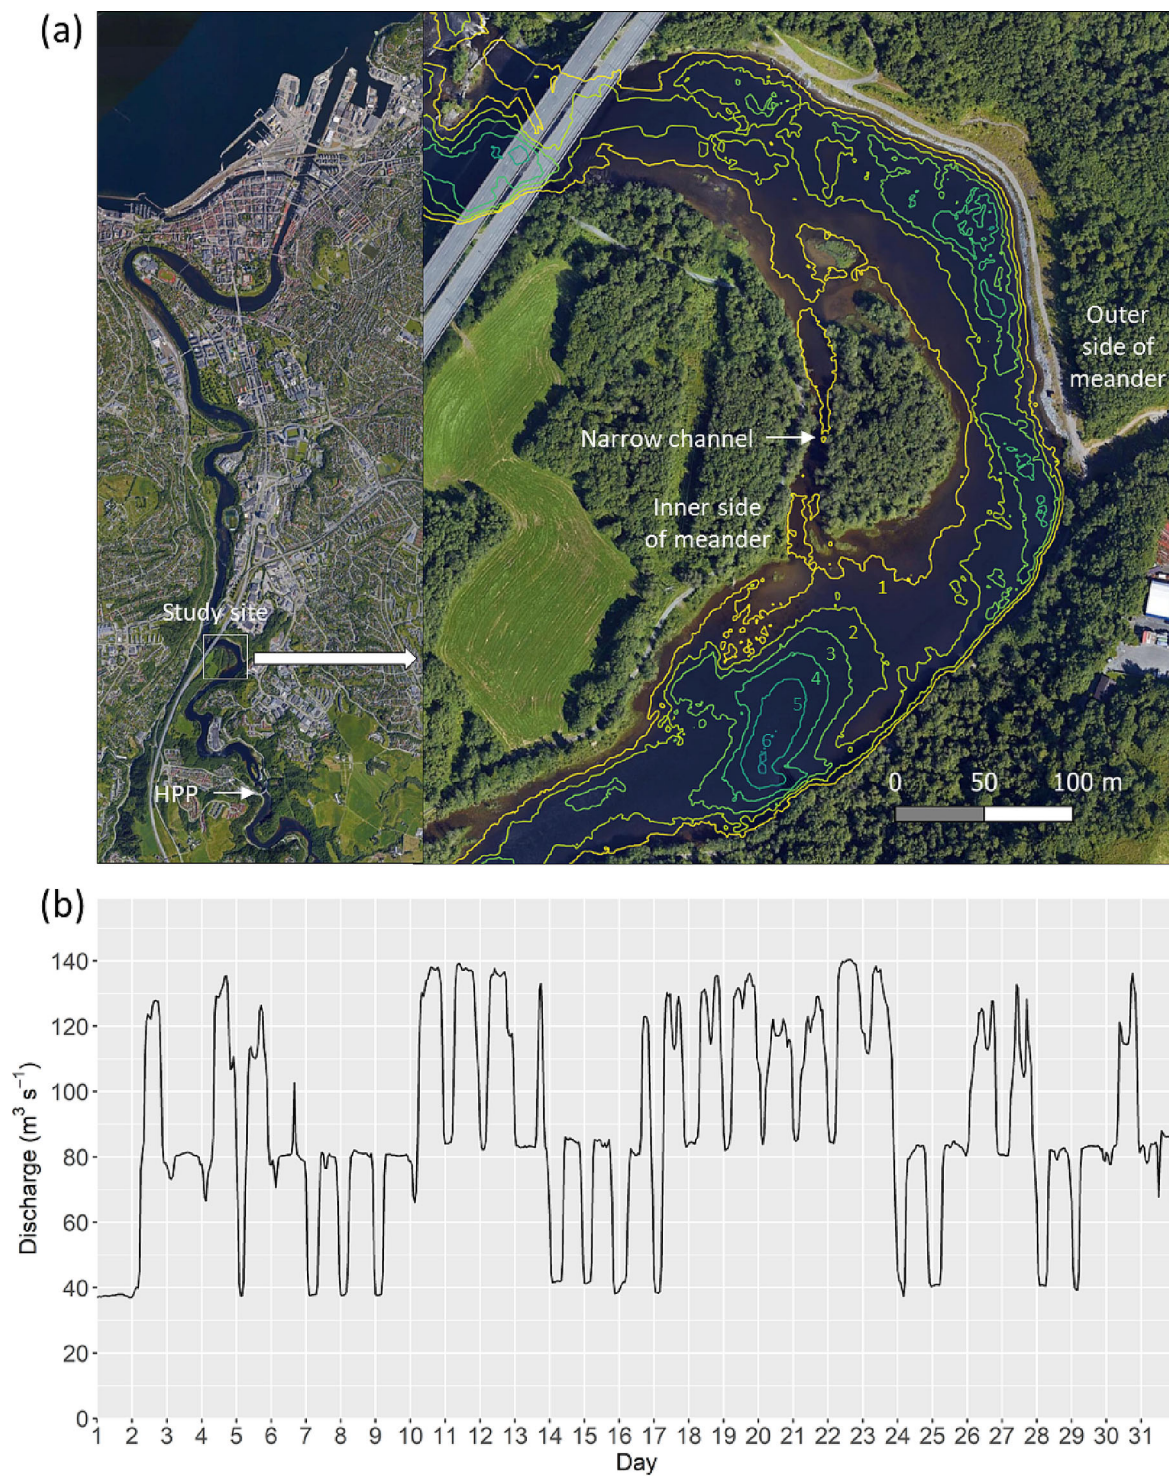 (a)
Study site
HPP
Narrow channel
Inner side
of meander
Outer
side of
meander
1
2
3
4
5
6
0 50 100 m
(b)
Discharge (m³ s⁻¹)
140
120
100
80
60
40
20
0
1 2 3 4 5 6 7 8 9 10 11 12 13 14 15 16 17 18 19 20 21 22 23 24 25 26 27 28 29 30 31
Day